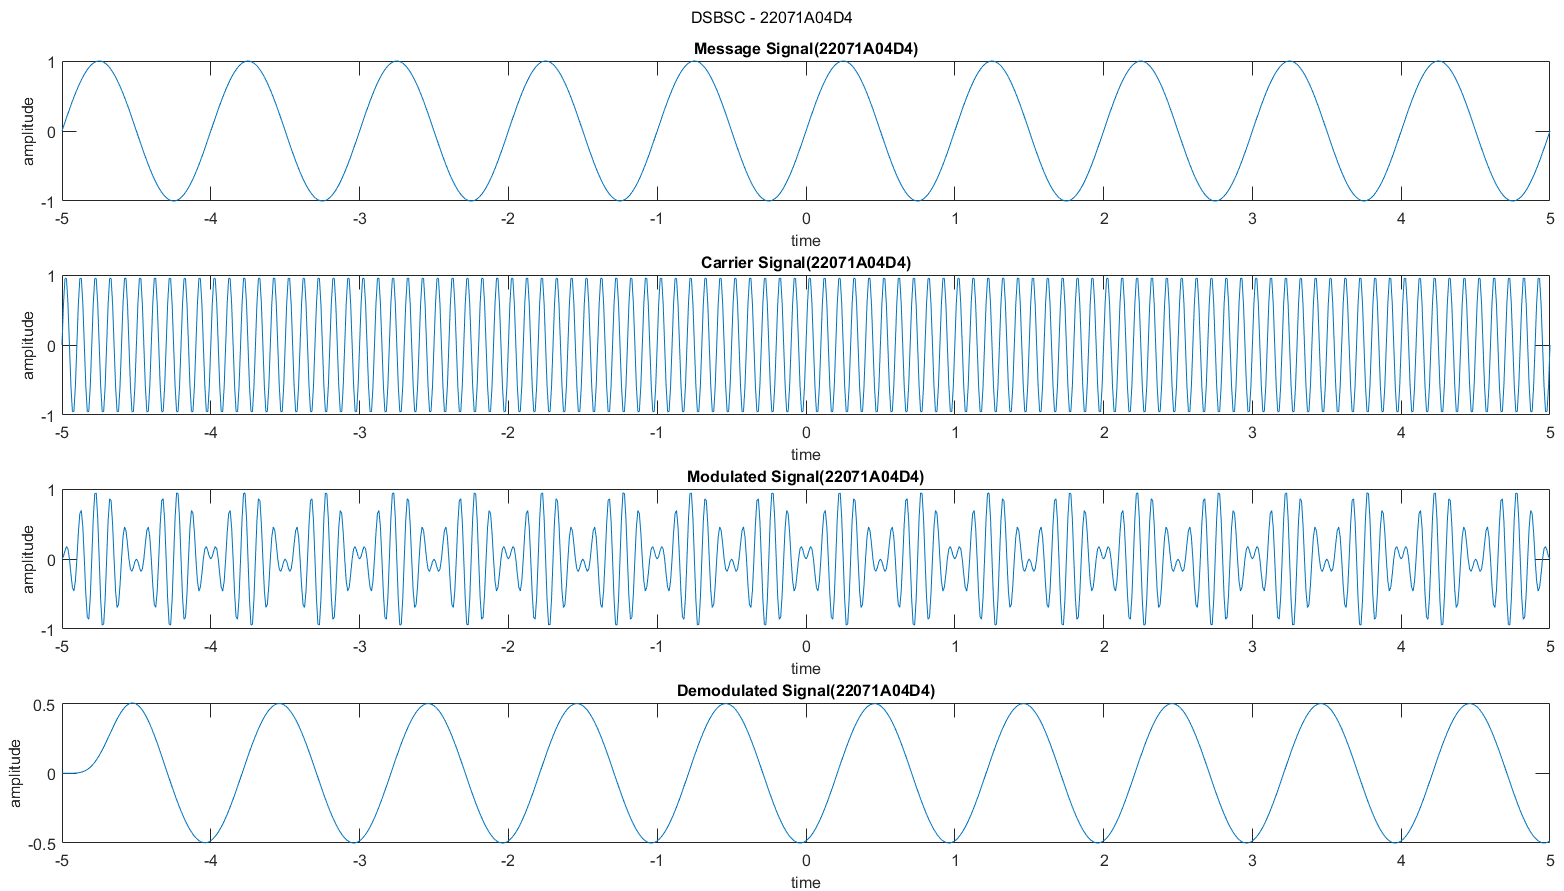 DSBSC - 22071A04D4
Message Signal(22071A04D4)
1
0
-1
amplitude
-5 -4 -3 -2 -1 0 1 2 3 4 5
time
Carrier Signal(22071A04D4)
1
0
-1
amplitude
-5 -4 -3 -2 -1 0 1 2 3 4 5
time
Modulated Signal(22071A04D4)
1
0
-1
amplitude
-5 -4 -3 -2 -1 0 1 2 3 4 5
time
Demodulated Signal(22071A04D4)
0.5
0
-0.5
amplitude
-5 -4 -3 -2 -1 0 1 2 3 4 5
time